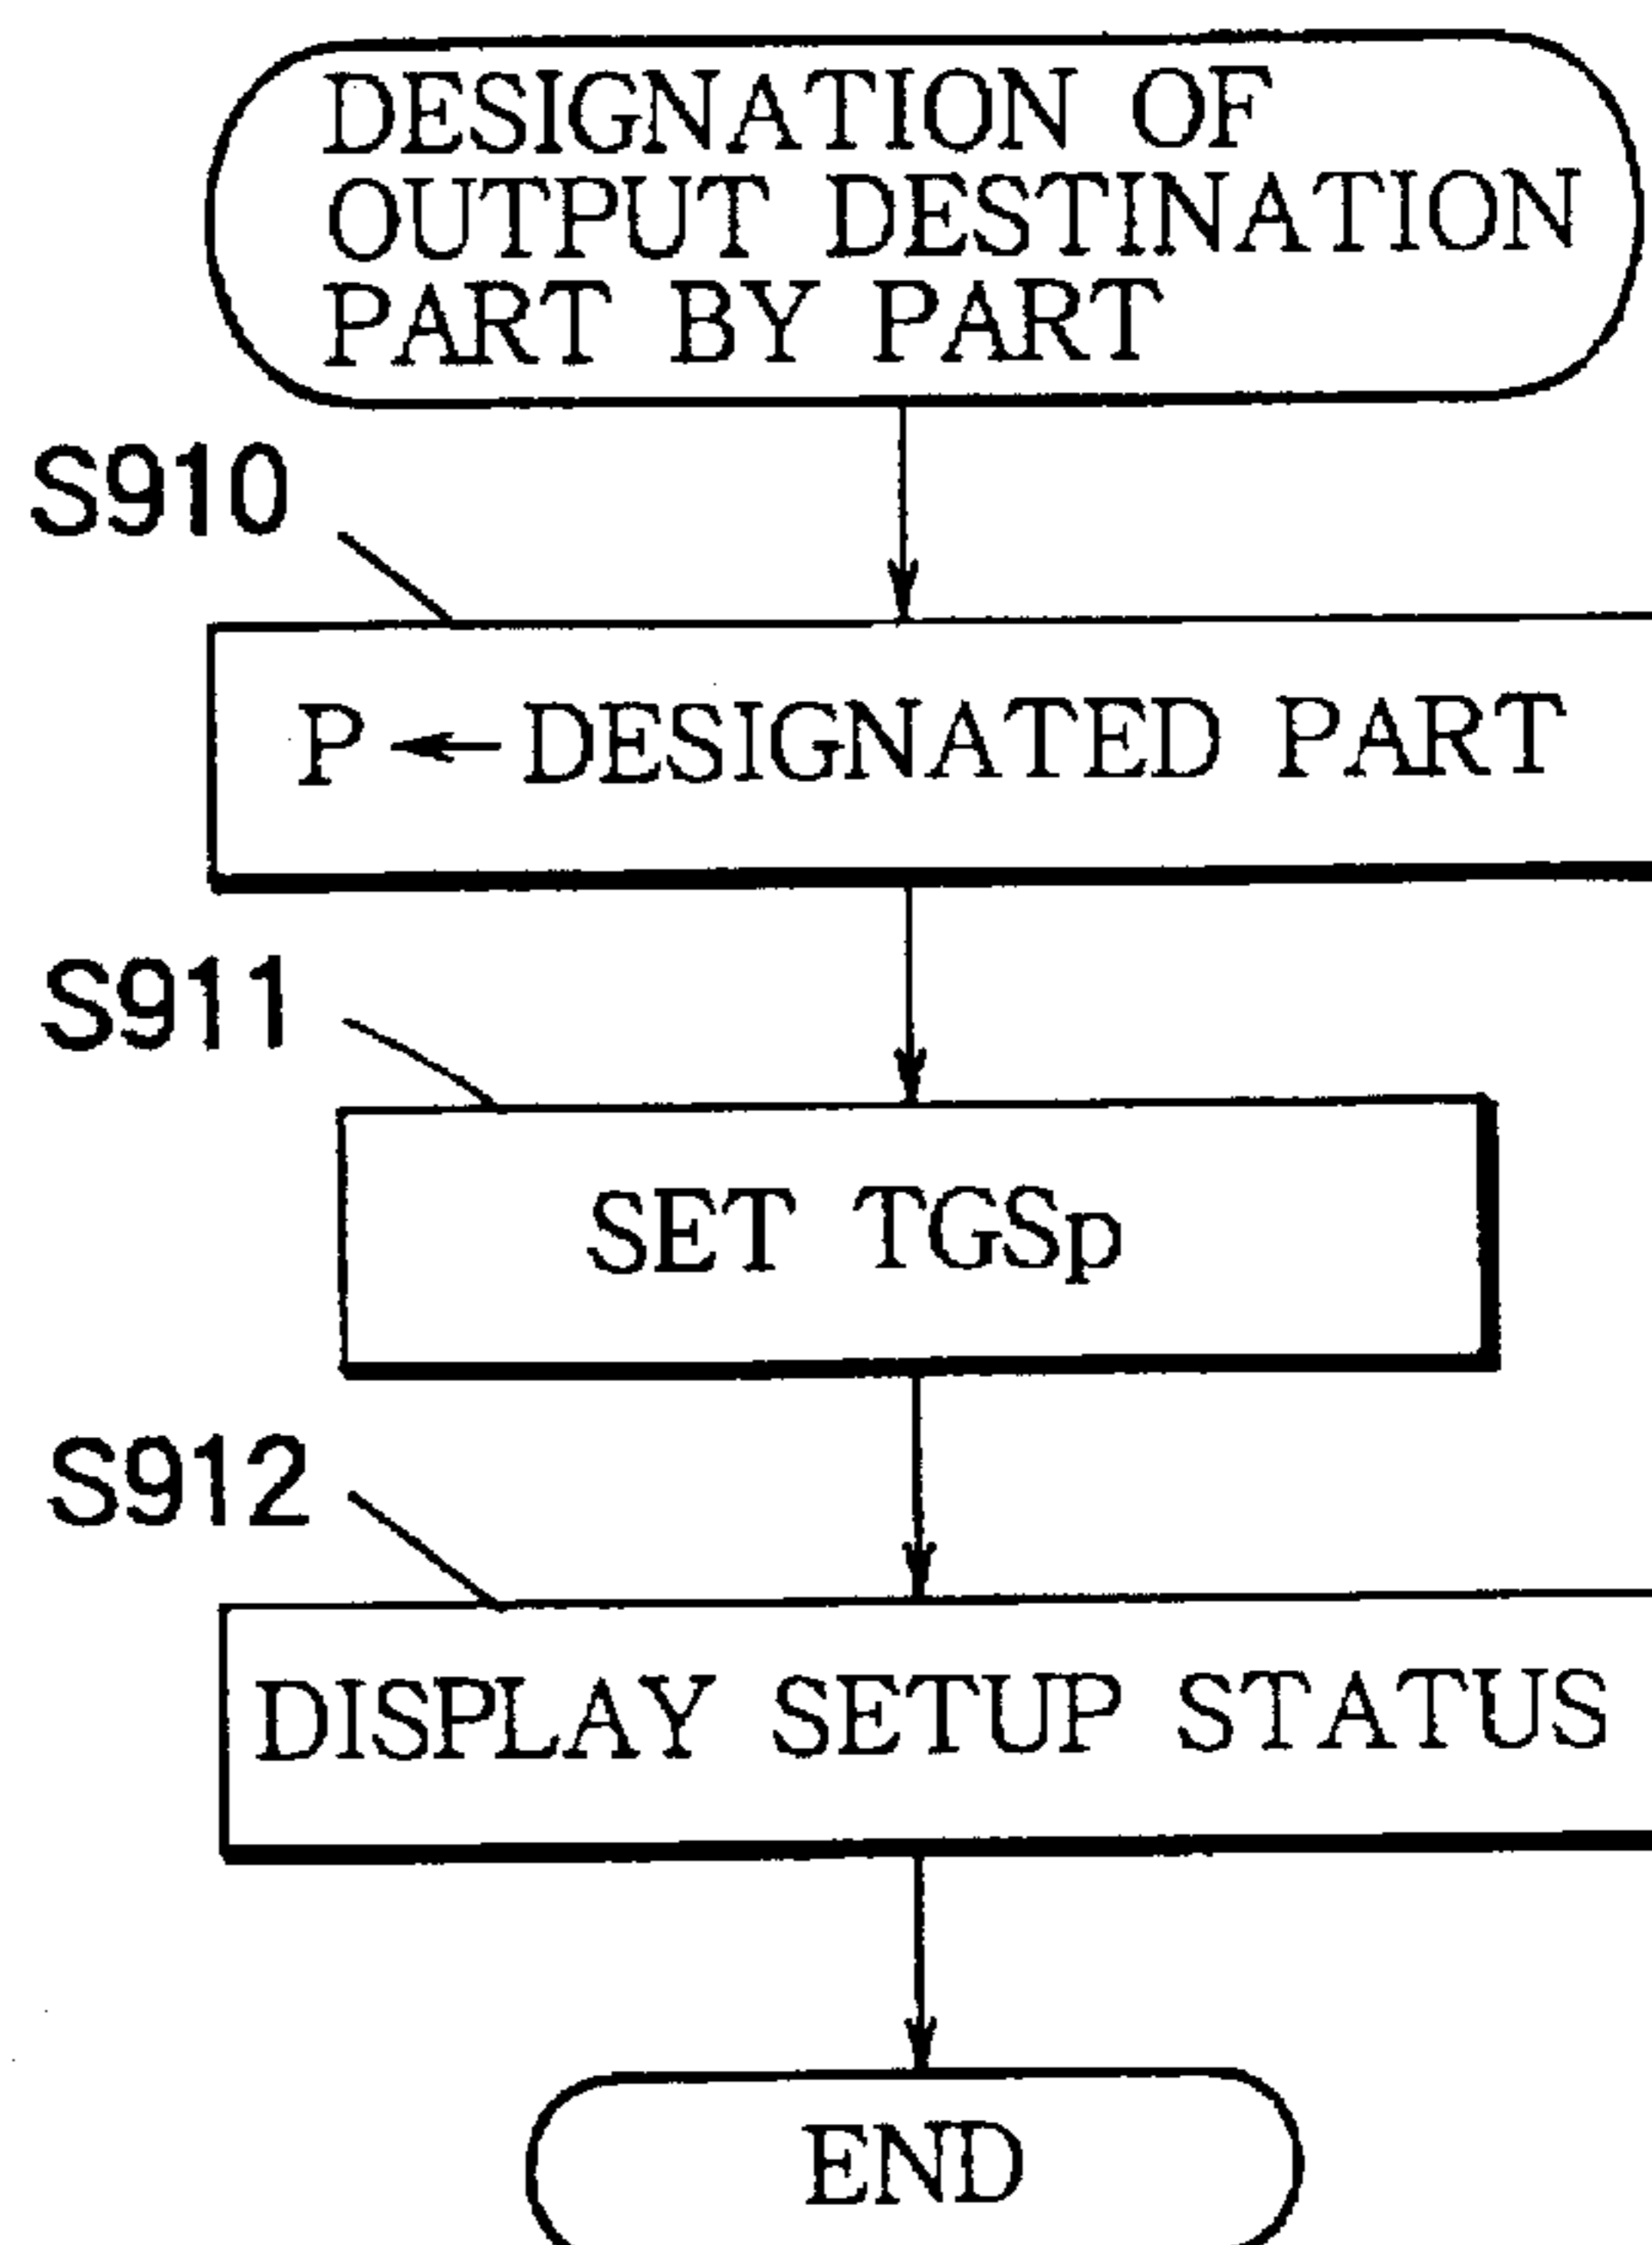 DESIGNATION OF
OUTPUT DESTINATION
PART BY PART
S910
P ← DESIGNATED PART
S911
SET TGSp
S912
DISPLAY SETUP STATUS
END